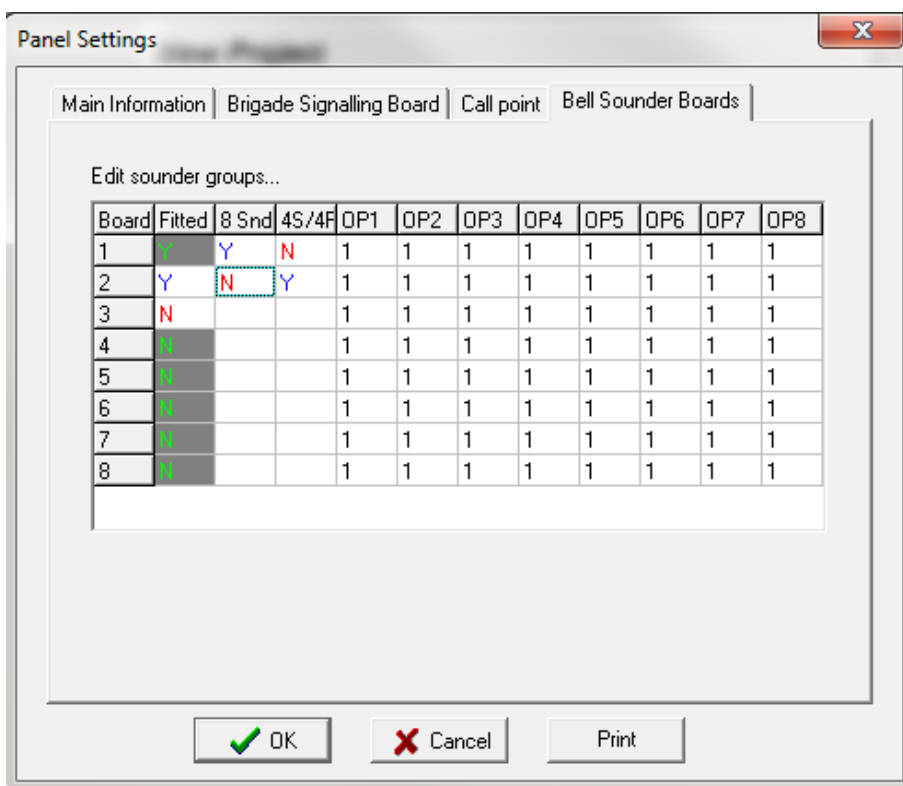 Panel Settings
Main Information Brigade Signalling Board Call point Bell Sounder Boards
Edit sounder groups...
Board Fitted 8 Snd 4S/4F OP1 OP2 OP3 OP4 OP5 OP6 OP7 OP8
1 Y Y N 1 1 1 1 1 1 1 1
2 Y N Y 1 1 1 1 1 1 1 1
3 N 1 1 1 1 1 1 1 1
4 N 1 1 1 1 1 1 1 1
5 N 1 1 1 1 1 1 1 1
6 N 1 1 1 1 1 1 1 1
7 N 1 1 1 1 1 1 1 1
8 N 1 1 1 1 1 1 1 1
OK Cancel Print